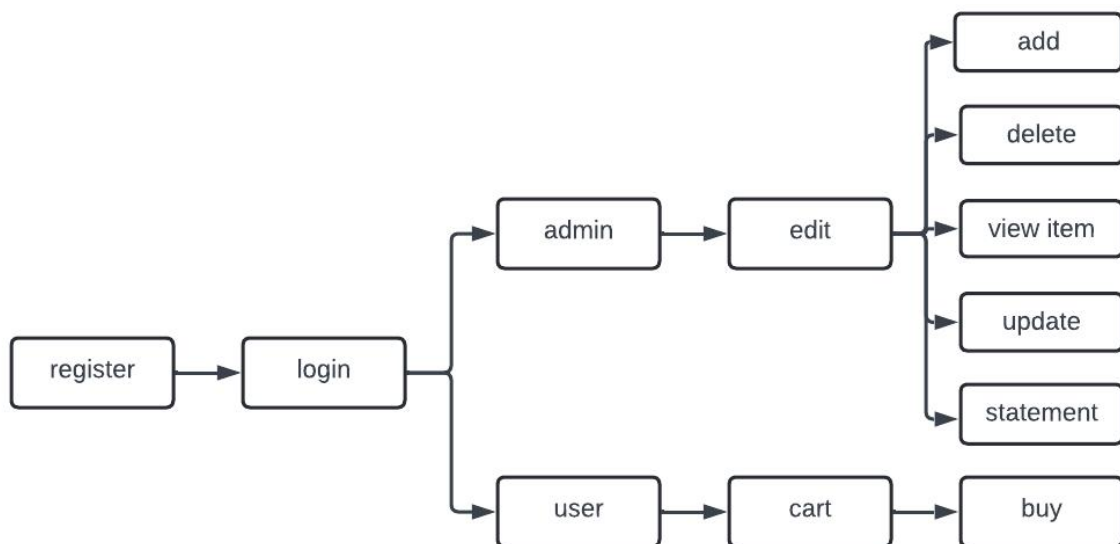 add
delete
admin
edit
view item
update
register
login
statement
user
cart
buy